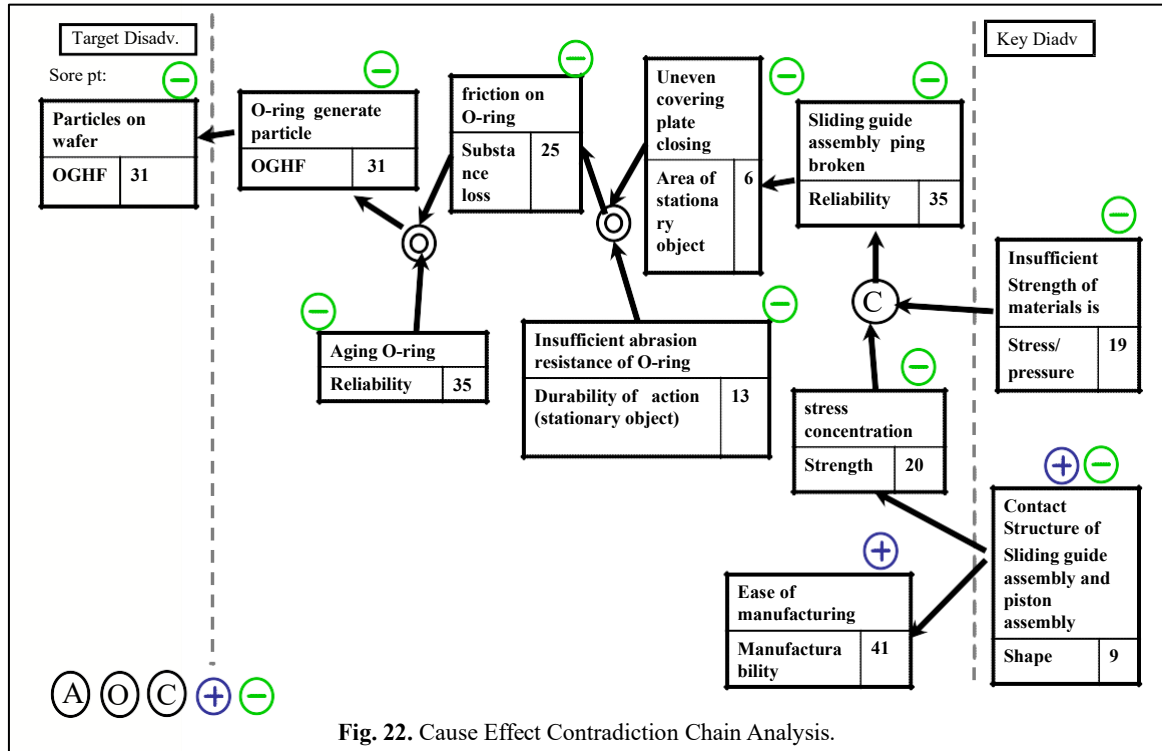 Target Disadv.
Key Diadv
Sore pt:
Particles on
wafer
OGHF 31
O-ring generate
particle
OGHF 31
friction on
O-ring
Substa
nce
loss
25
Uneven
covering
plate
closing
Area of
stationa
ry
object
6
Sliding guide
assembly ping
broken
Reliability 35
Insufficient
Strength of
materials is
Stress/
pressure
19
O
O
C
Aging O-ring
Reliability 35
Insufficient abrasion
resistance of O-ring
Durability of action
(stationary object)
13
stress
concentration
Strength 20
Contact
Structure of
Sliding guide
assembly and
piston
assembly
Shape 9
Ease of
manufacturing
Manufactura
bility
41
A O C + −
Fig. 22. Cause Effect Contradiction Chain Analysis.